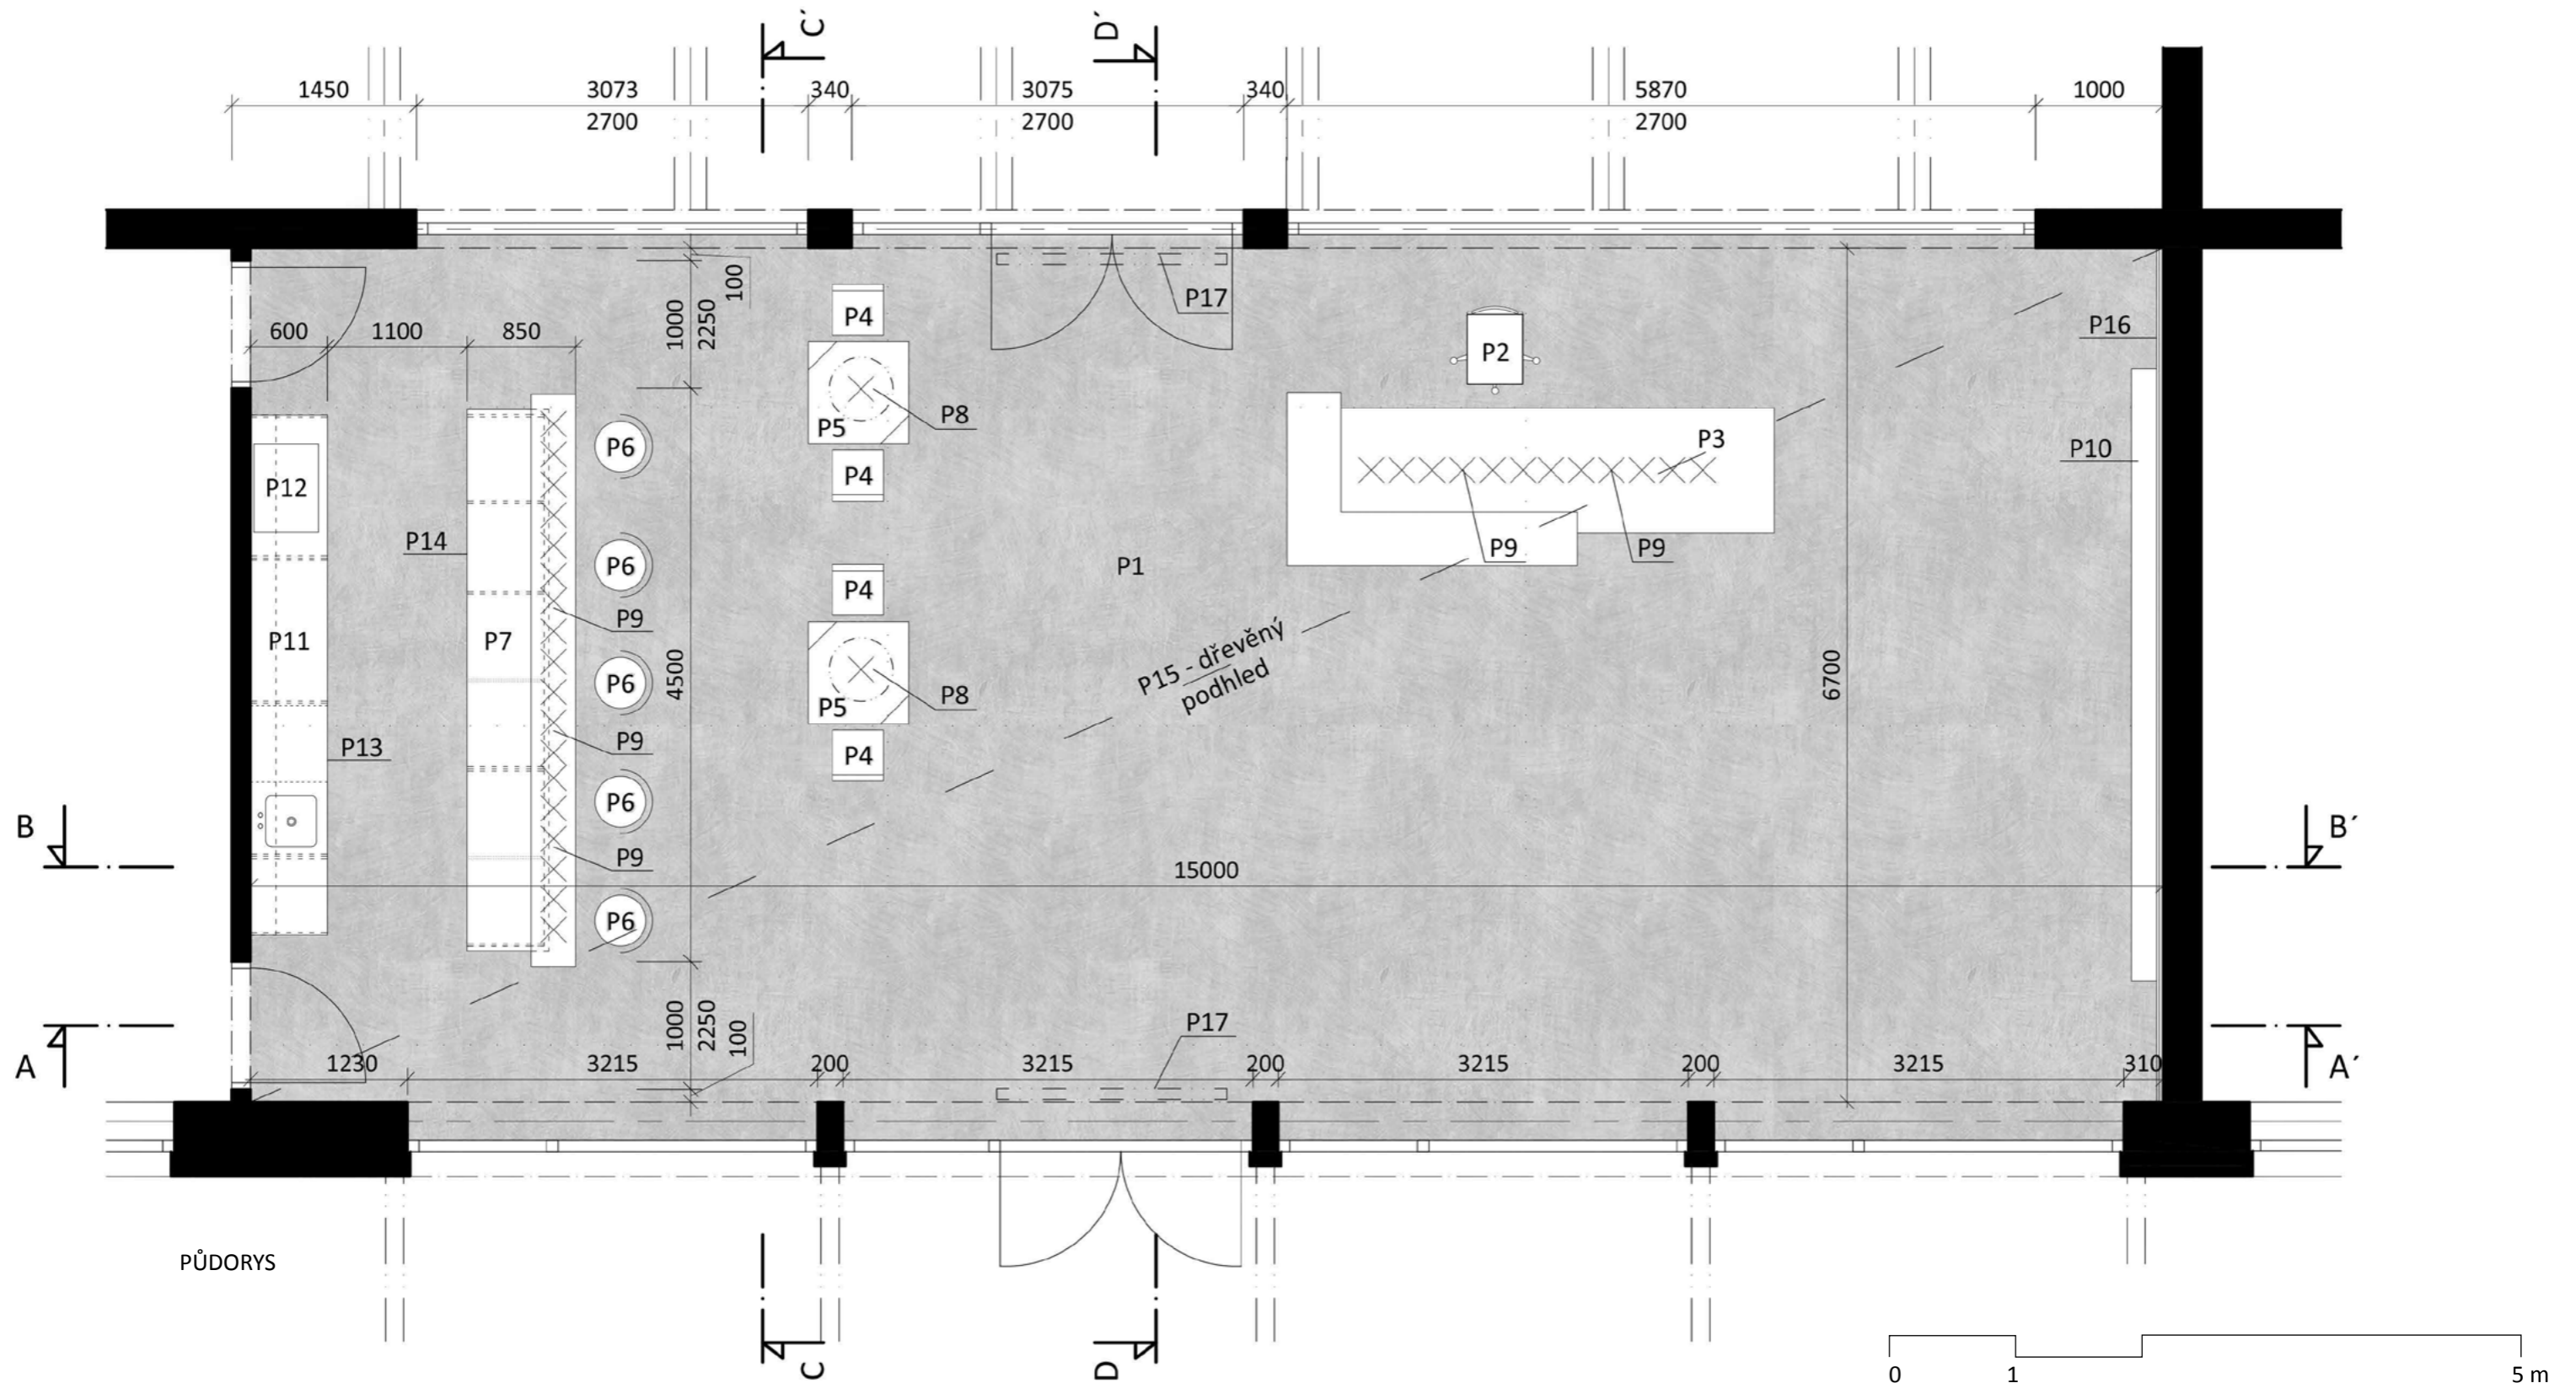 C´
D´
1450
3073
340
3075
340
5870
1000
2700
2700
2700
100
1000
2250
P4
P17
P16
600
1100
850
P2
P8
P5
P3
P6
P10
P12
P4
P14
P9
P9
P6
P1
P4
P9
P11
P7
4500
P6
P15 - dřevěný
podhled
6700
P8
P5
P9
P13
P4
B
P6
B´
P9
15000
P6
1000
2250
100
P17
A
1230
3215
200
3215
200
3215
200
3215
310
A´
PŮDORYS
C
D
0
1
5 m